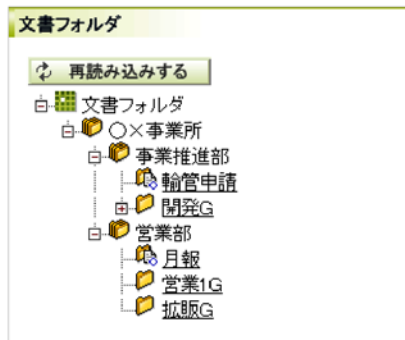 文書フォルダ
再読み込みする
文書フォルダ
○×事業所
事業推進部
輪管申請
開発G
営業部
月報
営業1G
拡販G